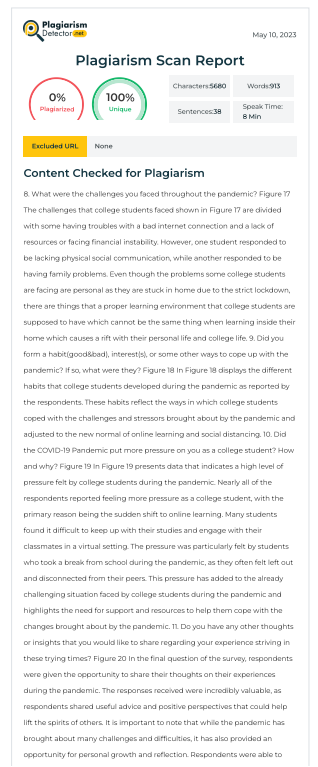 Plagiarism
Detector.net
May 10, 2023
Plagiarism Scan Report
0%
Plagiarized
100%
Unique
Characters:5680
Words:913
Sentences:38
Speak Time:
8 Min
Excluded URL
None
Content Checked for Plagiarism
8. What were the challenges you faced throughout the pandemic? Figure 17
The challenges that college students faced shown in Figure 17 are divided
with some having troubles with a bad internet connection and a lack of
resources or facing financial instability. However, one student responded to
be lacking physical social communication, while another responded to be
having family problems. Even though the problems some college students
are facing are personal as they are stuck in home due to the strict lockdown,
there are things that a proper learning environment that college students are
supposed to have which cannot be the same thing when learning inside their
home which causes a rift with their personal life and college life. 9. Did you
form a habit(good&bad), interest(s), or some other ways to cope up with the
pandemic? If so, what were they? Figure 18 In Figure 18 displays the different
habits that college students developed during the pandemic as reported by
the respondents. These habits reflect the ways in which college students
coped with the challenges and stressors brought about by the pandemic and
adjusted to the new normal of online learning and social distancing. 10. Did
the COVID-19 Pandemic put more pressure on you as a college student? How
and why? Figure 19 In Figure 19 presents data that indicates a high level of
pressure felt by college students during the pandemic. Nearly all of the
respondents reported feeling more pressure as a college student, with the
primary reason being the sudden shift to online learning. Many students
found it difficult to keep up with their studies and engage with their
classmates in a virtual setting. The pressure was particularly felt by students
who took a break from school during the pandemic, as they often felt left out
and disconnected from their peers. This pressure has added to the already
challenging situation faced by college students during the pandemic and
highlights the need for support and resources to help them cope with the
changes brought about by the pandemic. 11. Do you have any other thoughts
or insights that you would like to share regarding your experience striving in
these trying times? Figure 20 In the final question of the survey, respondents
were given the opportunity to share their thoughts on their experiences
during the pandemic. The responses received were incredibly valuable, as
respondents shared useful advice and positive perspectives that could help
lift the spirits of others. It is important to note that while the pandemic has
brought about many challenges and difficulties, it has also provided an
opportunity for personal growth and reflection. Respondents were able to